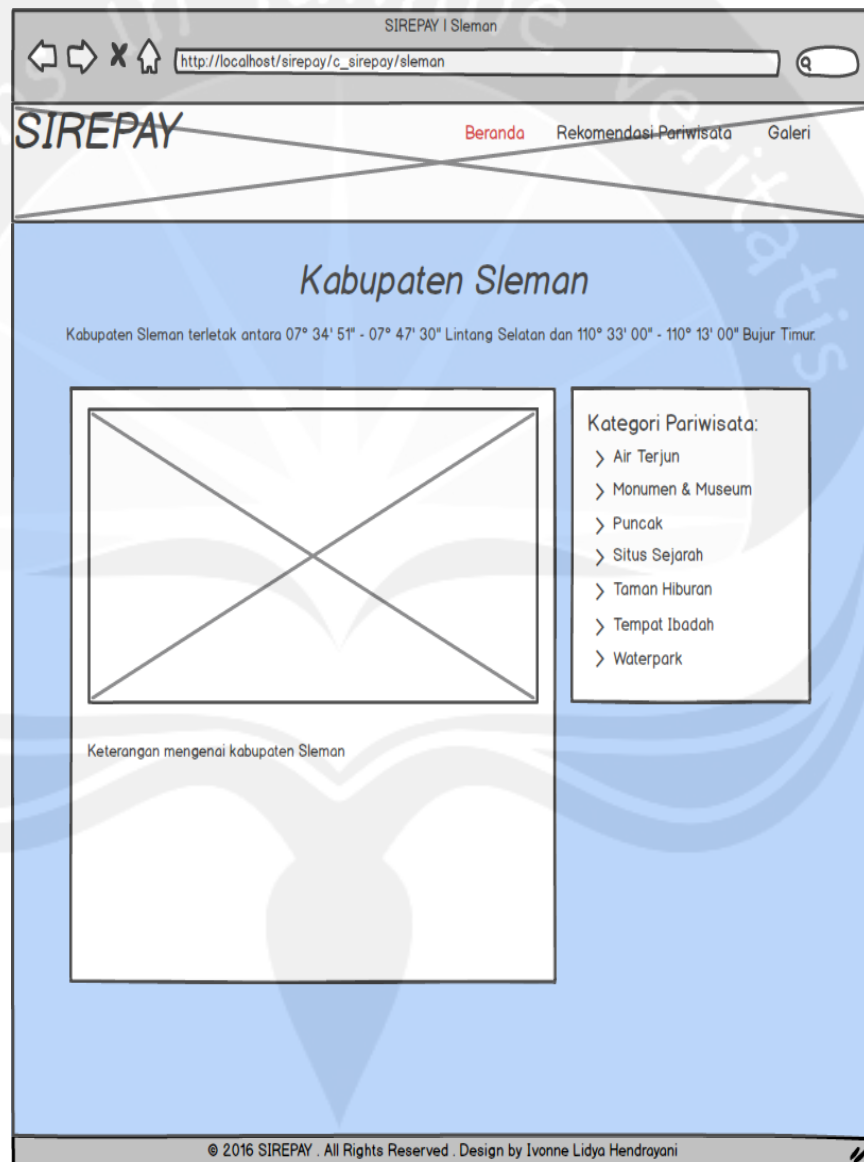 SIREPAY | Sleman
http://localhost/sirepay/c_sirepay/sleman
SIREPAY
Beranda Rekomendasi Pariwisata Galeri
Kabupaten Sleman
Kabupaten Sleman terletak antara 07° 34' 51" - 07° 47' 30" Lintang Selatan dan 110° 33' 00" - 110° 13' 00" Bujur Timur.
Kategori Pariwisata:
Air Terjun
Monumen & Museum
Puncak
Situs Sejarah
Taman Hiburan
Tempat Ibadah
Waterpark
Keterangan mengenai kabupaten Sleman
© 2016 SIREPAY . All Rights Reserved . Design by Ivonne Lidya Hendrayani
veritatis